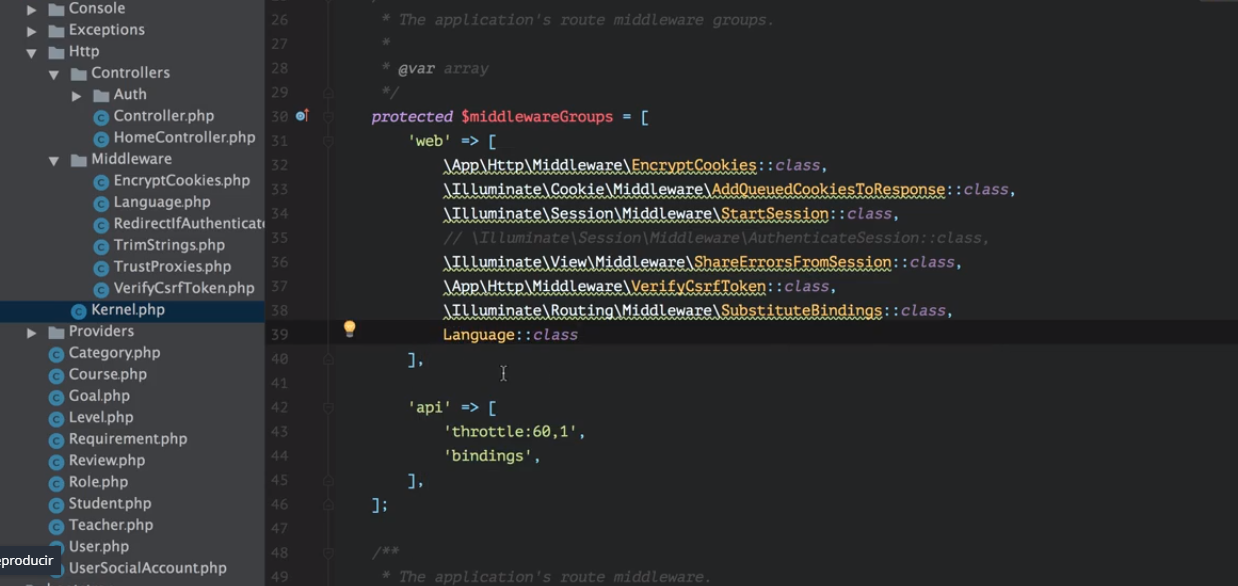 Console
Exceptions
Http
Controllers
Auth
Controller.php
HomeController.php
Middleware
EncryptCookies.php
Language.php
RedirectIfAuthenticat
TrimStrings.php
TrustProxies.php
VerifyCsrfToken.php
Kernel.php
Providers
Category.php
Course.php
Goal.php
Level.php
Requirement.php
Review.php
Role.php
Student.php
Teacher.php
User.php
eproducir
UserSocialAccount.php
26 * The application's route middleware groups.
27 *
28 * @var array
29 */
30 protected $middlewareGroups = [
31 'web' => [
32 \App\Http\Middleware\EncryptCookies::class,
33 \Illuminate\Cookie\Middleware\AddQueuedCookiesToResponse::class,
34 \Illuminate\Session\Middleware\StartSession::class,
35 // \Illuminate\Session\Middleware\AuthenticateSession::class,
36 \Illuminate\View\Middleware\ShareErrorsFromSession::class,
37 \App\Http\Middleware\VerifyCsrfToken::class,
38 \Illuminate\Routing\Middleware\SubstituteBindings::class,
39 Language::class
40 ],
41
42 'api' => [
43 'throttle:60,1',
44 'bindings',
45 ],
46 ];
47
48 /**
49 * The application's route middleware.